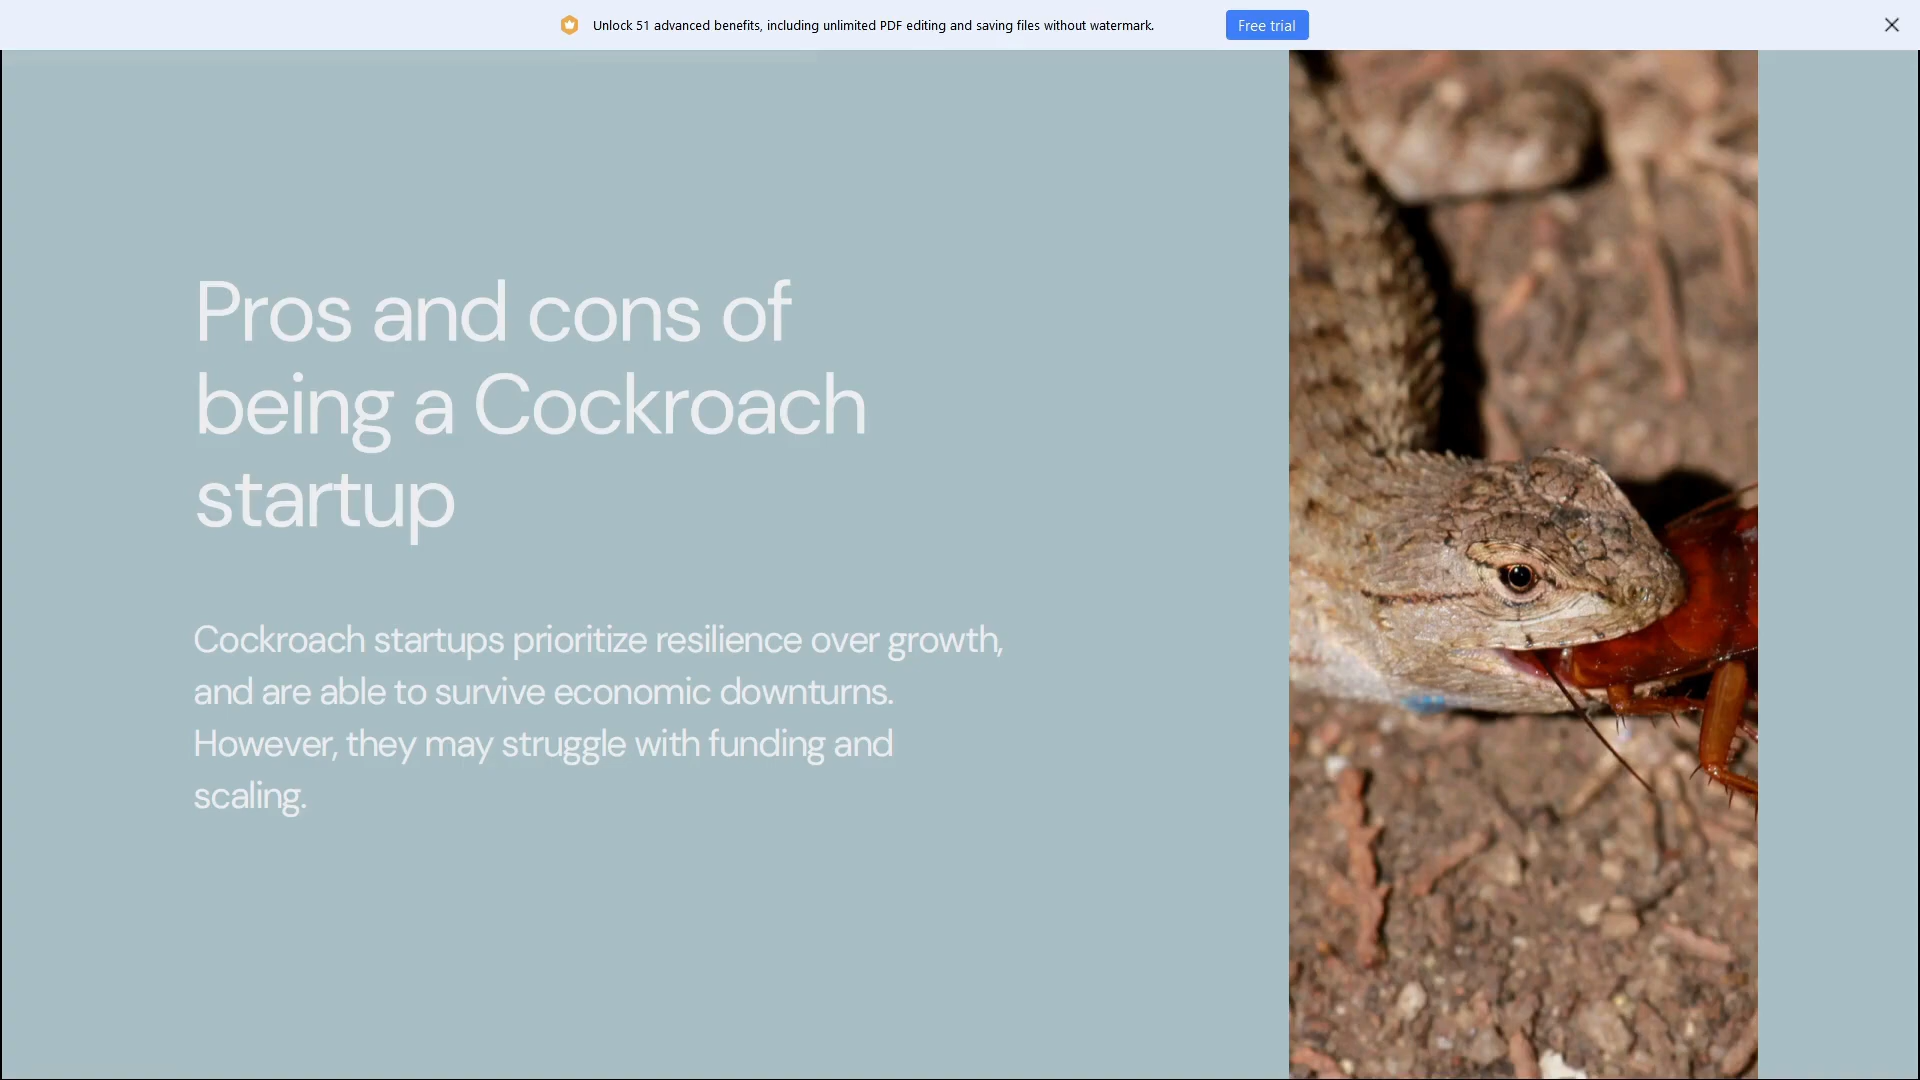 Unlock 51 advanced benefits, including unlimited PDF editing and saving files without watermark.
Free trial
Pros and cons of
being a Cockroach
startup
Cockroach startups prioritize resilience over growth,
and are able to survive economic downturns.
However, they may struggle with funding and
scaling.